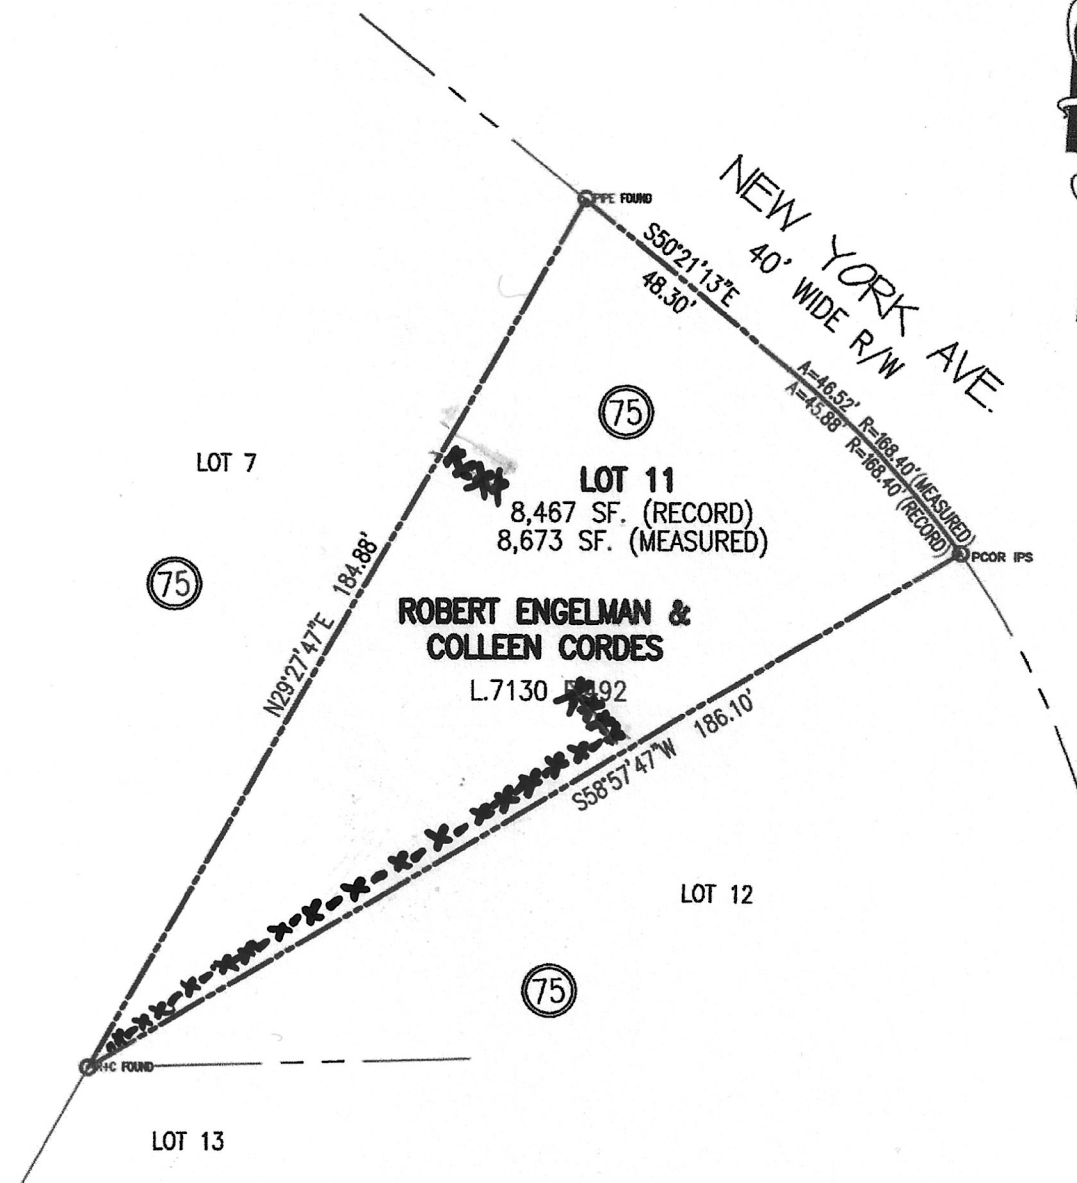 PIPE FOUND
NEW YORK AVE.
40' WIDE R/W
S50°21'13"E
48.30'
A=46.52' R=168.40' (MEASURED)
A=45.88' R=168.40' (RECORD)
75
LOT 7
LOT 11
8,467 SF. (RECORD)
8,673 SF. (MEASURED)
PCOR IPS
75
N29°27'47"E 184.88'
ROBERT ENGELMAN &
COLLEEN CORDES
L.7130 492
S58°57'47"W 186.10'
LOT 12
75
R+C FOUND
LOT 13